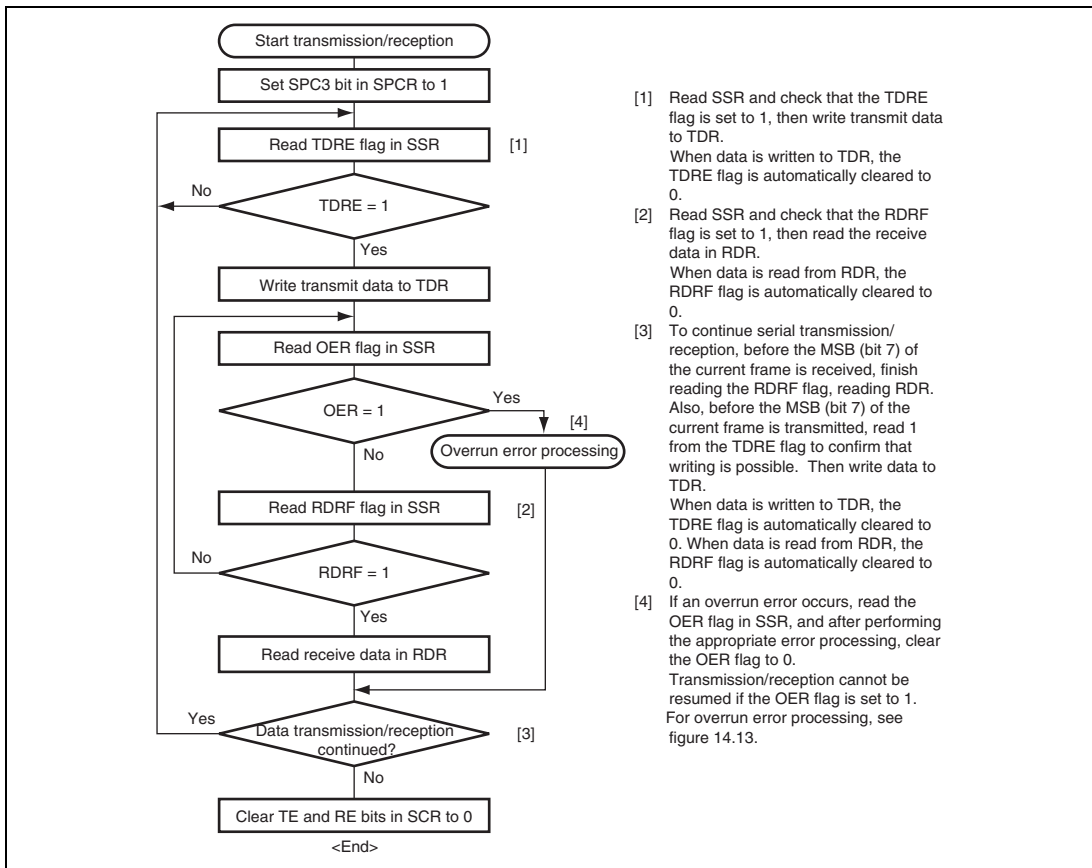 Start transmission/reception
Set SPC3 bit in SPCR to 1
Read TDRE flag in SSR
[1]
No
TDRE = 1
Yes
Write transmit data to TDR
Read OER flag in SSR
OER = 1
Yes
[4]
Overrun error processing
No
Read RDRF flag in SSR
[2]
No
RDRF = 1
Yes
Read receive data in RDR
Yes
Data transmission/reception
continued?
[3]
No
Clear TE and RE bits in SCR to 0
<End>
[1] Read SSR and check that the TDRE
flag is set to 1, then write transmit data
to TDR.
When data is written to TDR, the
TDRE flag is automatically cleared to
0.
[2] Read SSR and check that the RDRF
flag is set to 1, then read the receive
data in RDR.
When data is read from RDR, the
RDRF flag is automatically cleared to
0.
[3] To continue serial transmission/
reception, before the MSB (bit 7) of
the current frame is received, finish
reading the RDRF flag, reading RDR.
Also, before the MSB (bit 7) of the
current frame is transmitted, read 1
from the TDRE flag to confirm that
writing is possible. Then write data to
TDR.
When data is written to TDR, the
TDRE flag is automatically cleared to
0. When data is read from RDR, the
RDRF flag is automatically cleared to
0.
[4] If an overrun error occurs, read the
OER flag in SSR, and after performing
the appropriate error processing, clear
the OER flag to 0.
Transmission/reception cannot be
resumed if the OER flag is set to 1.
For overrun error processing, see
figure 14.13.